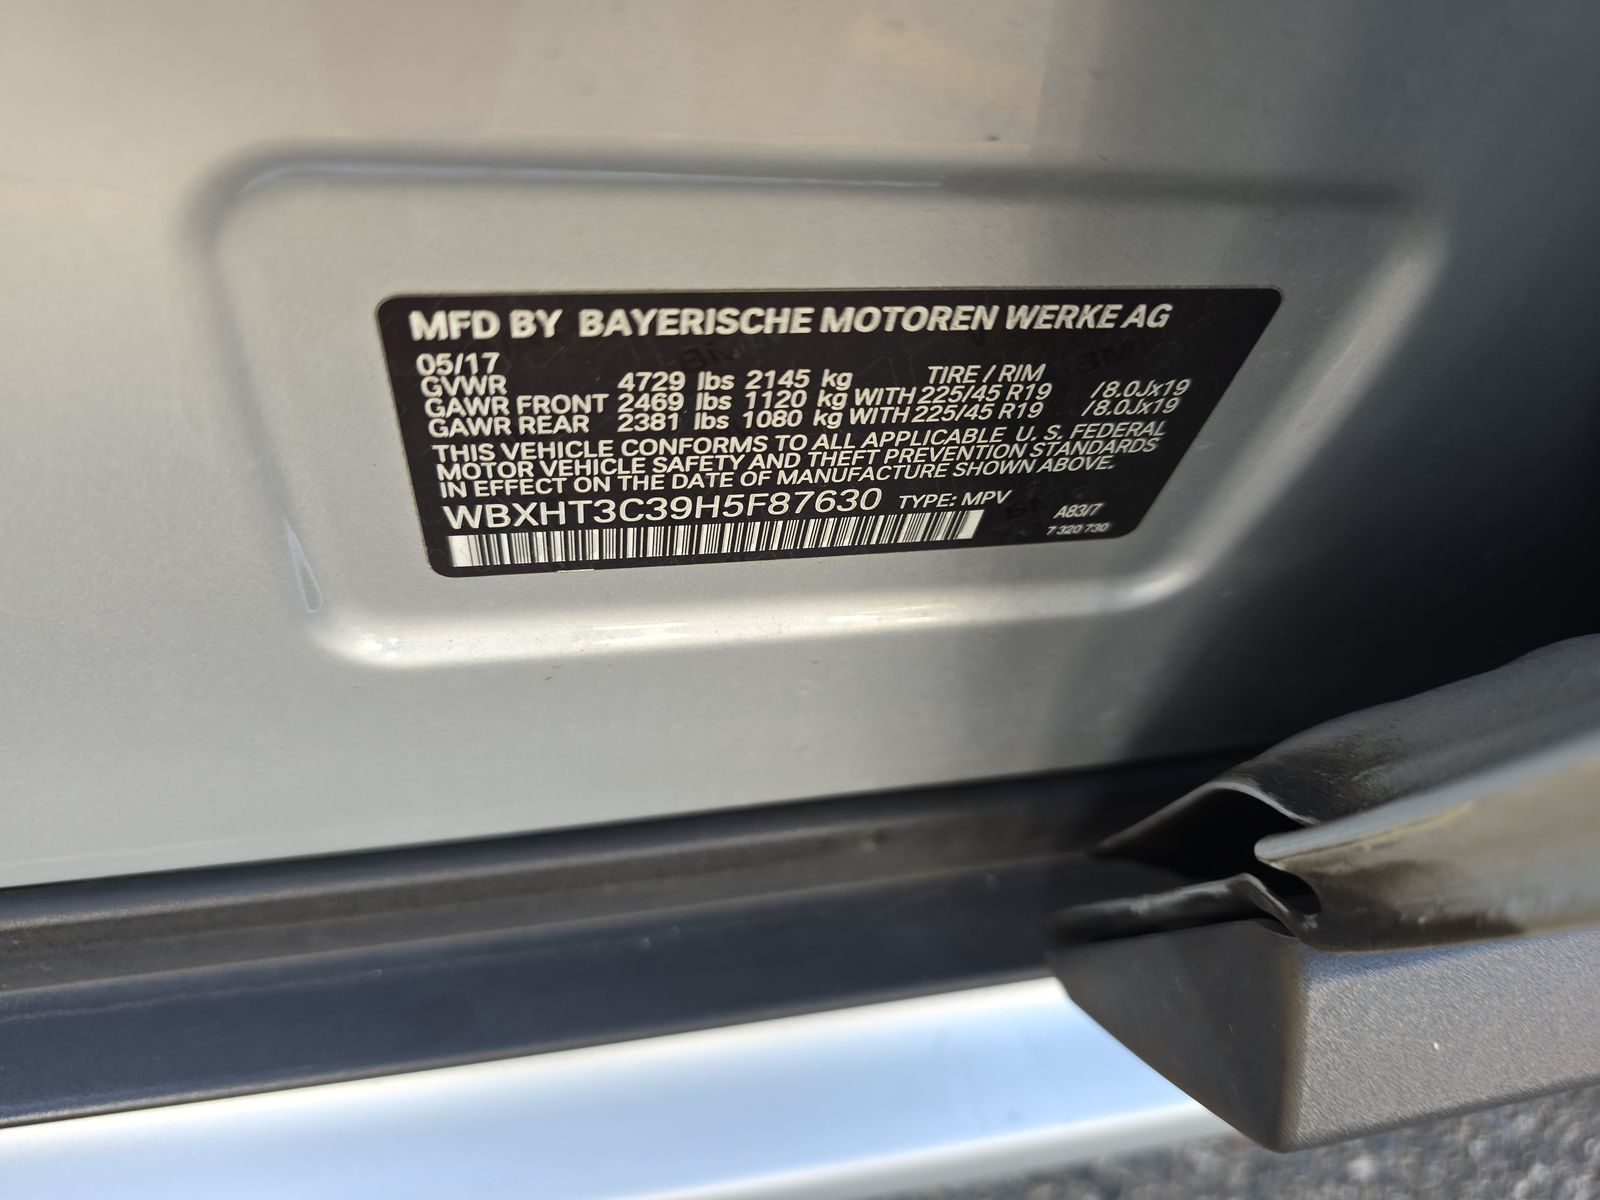 MFD BY BAYERISCHE MOTOREN WERKE AG
05/17
GVWR 4729 lbs 2145 kg TIRE / RIM
GAWR FRONT 2469 lbs 1120 kg WITH 225/45 R19 /8.0Jx19
GAWR REAR 2381 lbs 1080 kg WITH 225/45 R19 /8.0Jx19
THIS VEHICLE CONFORMS TO ALL APPLICABLE U. S. FEDERAL
MOTOR VEHICLE SAFETY AND THEFT PREVENTION STANDARDS
IN EFFECT ON THE DATE OF MANUFACTURE SHOWN ABOVE.
WBXHT3C39H5F87630 TYPE: MPV A83/7
7 320 730